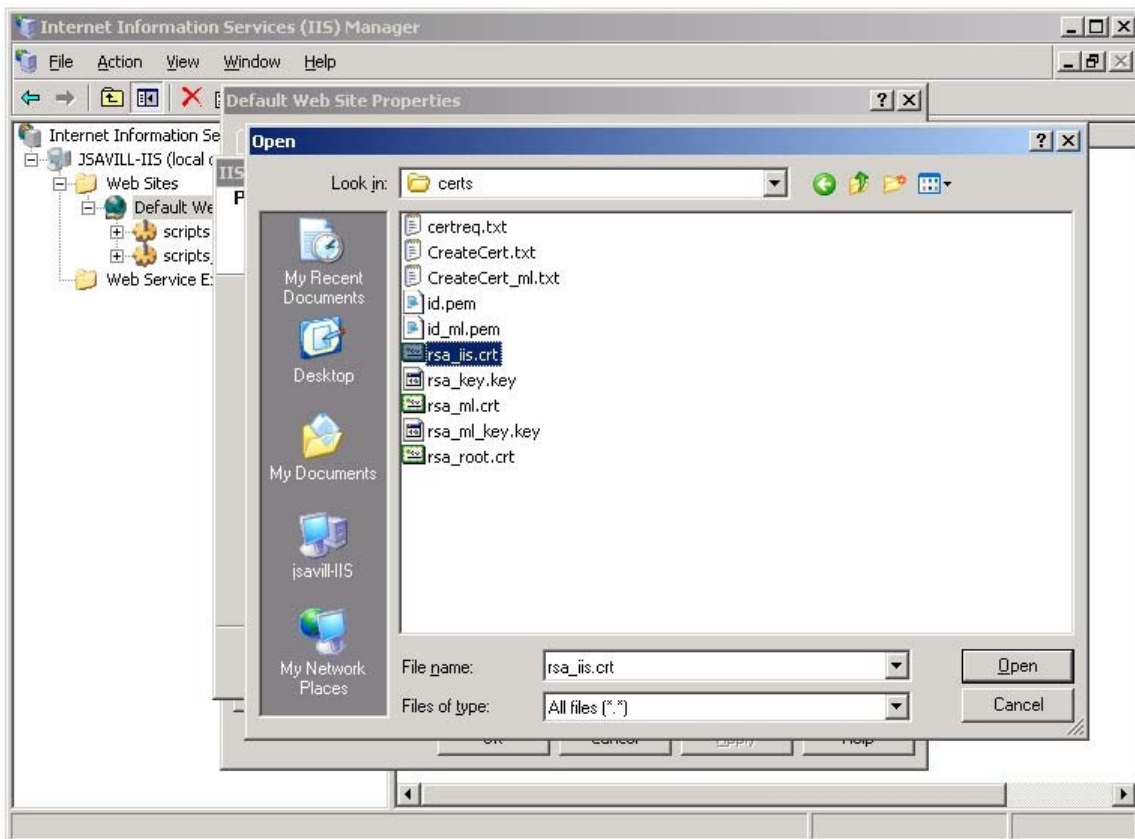 Internet Information Services (IIS) Manager
File Action View Window Help
Default Web Site Properties
Internet Information Se
JSAVILL-IIS (local c
Web Sites
Default We
scripts
scripts_
Web Service E
IIS
P
Open
Look in: certs
My Recent Documents
Desktop
My Documents
jsavill-IIS
My Network Places
certreq.txt
CreateCert.txt
CreateCert_ml.txt
id.pem
id_ml.pem
rsa_iis.crt
rsa_key.key
rsa_ml.crt
rsa_ml_key.key
rsa_root.crt
File name: rsa_iis.crt Open
Files of type: All files (*.*) Cancel